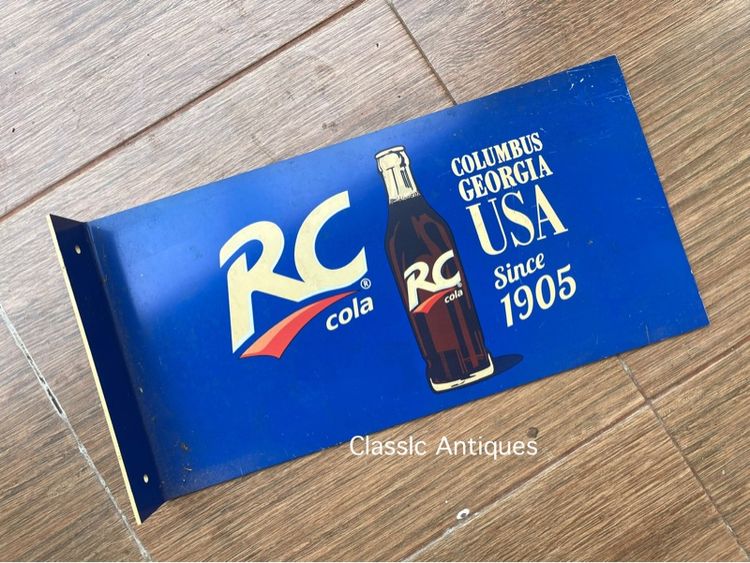 RC
®
cola
RC
cola
COLUMBUS
GEORGIA
USA
Since
1905
Classic Antiques